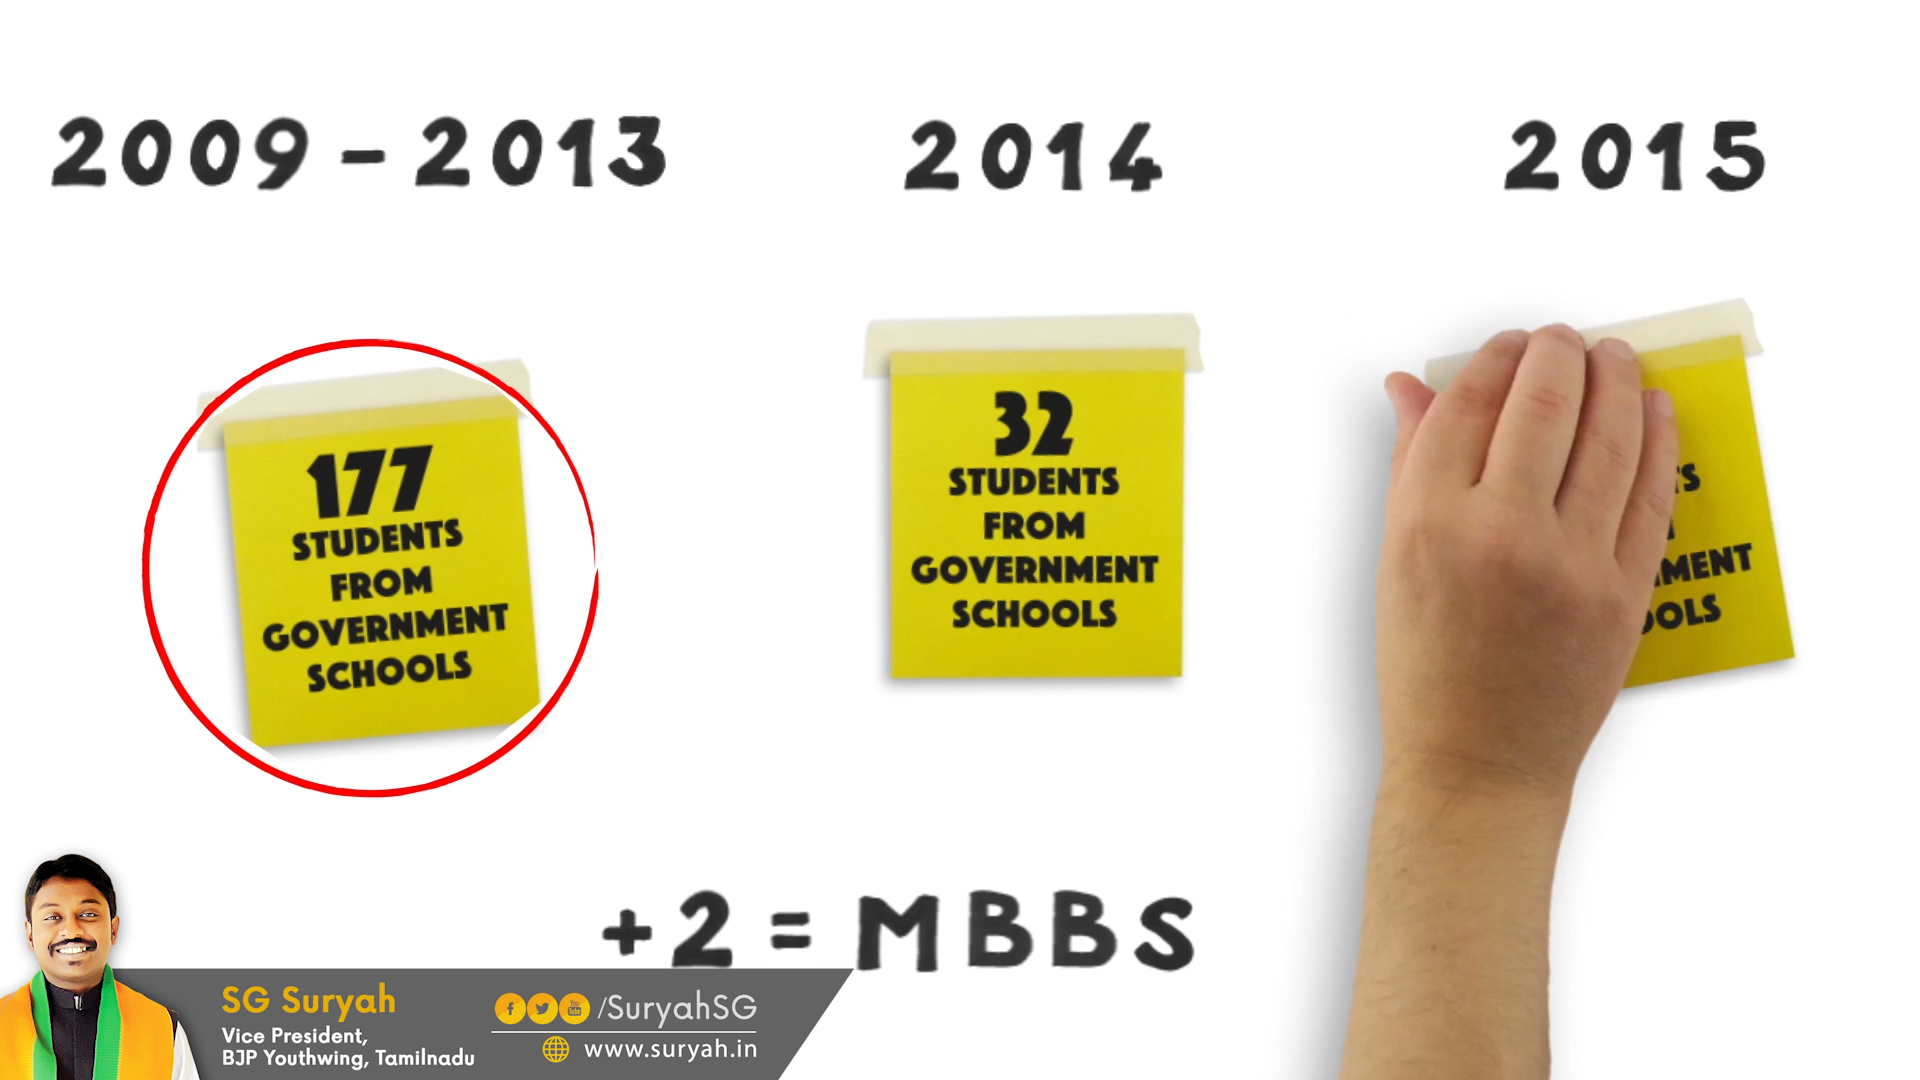 2009-2013
2014
2015
177
STUDENTS
FROM
GOVERNMENT
SCHOOLS
32
STUDENTS
FROM
GOVERNMENT
SCHOOLS
+2 = MBBS
SG Suryah
Vice President,
BJP Youthwing, Tamilnadu
/SuryahSG
www.suryah.in